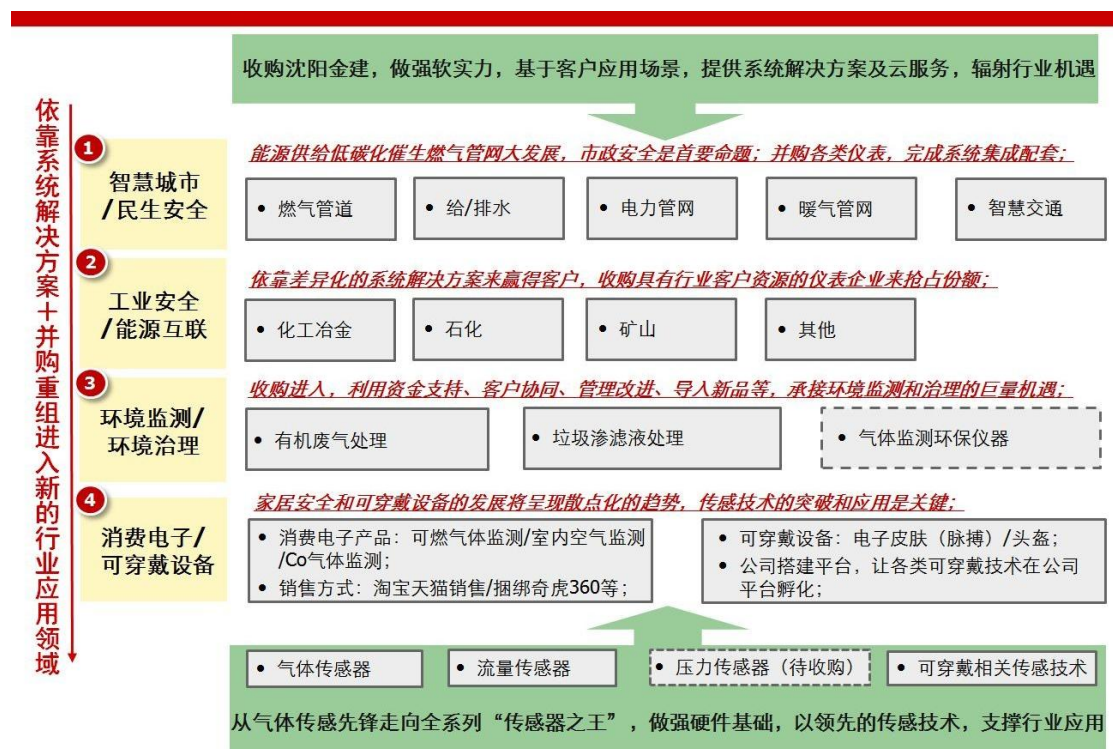 收购沈阳金建，做强软实力，基于客户应用场景，提供系统解决方案及云服务，辐射行业机遇
依靠系统解决方案＋并购重组进入新的行业应用领域
1
智慧城市
/民生安全
能源供给低碳化催生燃气管网大发展，市政安全是首要命题；并购各类仪表，完成系统集成配套；
• 燃气管道
• 给/排水
• 电力管网
• 暖气管网
• 智慧交通
2
工业安全
/能源互联
依靠差异化的系统解决方案来赢得客户，收购具有行业客户资源的仪表企业来抢占份额；
• 化工冶金
• 石化
• 矿山
• 其他
3
环境监测/
环境治理
收购进入，利用资金支持、客户协同、管理改进、导入新品等，承接环境监测和治理的巨量机遇；
• 有机废气处理
• 垃圾渗滤液处理
• 气体监测环保仪器
4
消费电子/
可穿戴设备
家居安全和可穿戴设备的发展将呈现散点化的趋势，传感技术的突破和应用是关键；
• 消费电子产品：可燃气体监测/室内空气监测
/Co气体监测；
• 销售方式：淘宝天猫销售/捆绑奇虎360等；
• 可穿戴设备：电子皮肤（脉搏）/头盔；
• 公司搭建平台，让各类可穿戴技术在公司
平台孵化；
• 气体传感器
• 流量传感器
• 压力传感器（待收购）
• 可穿戴相关传感技术
从气体传感先锋走向全系列“传感器之王”，做强硬件基础，以领先的传感技术，支撑行业应用